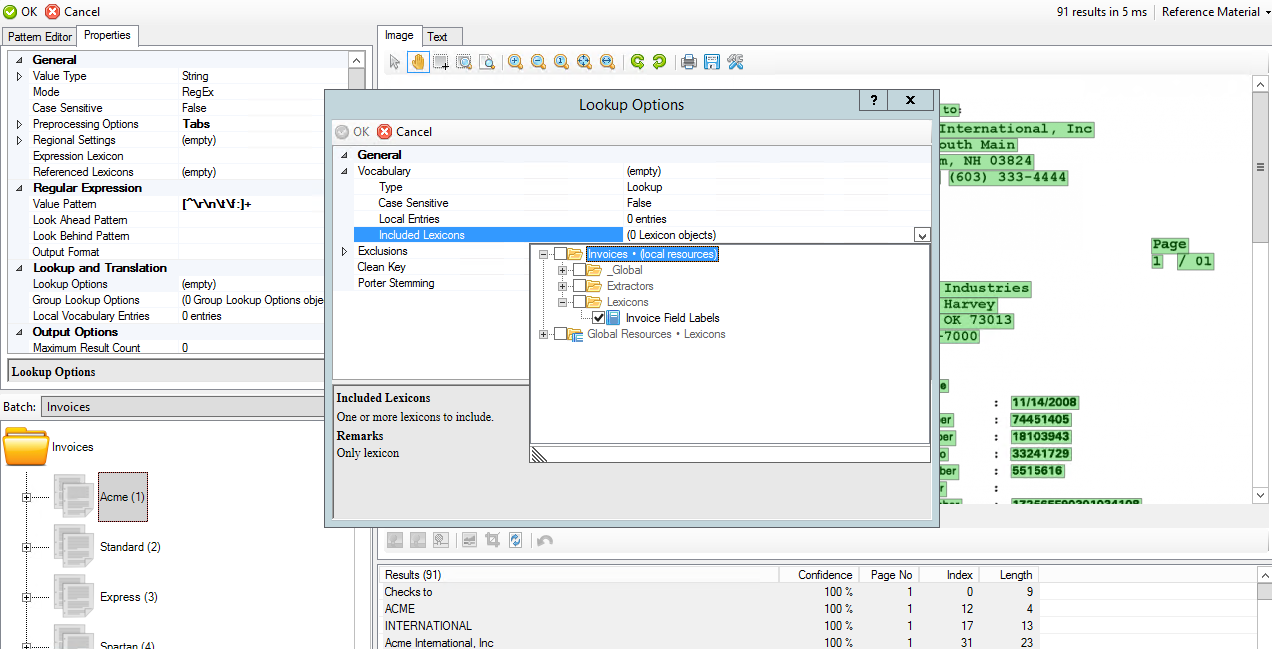 OK Cancel 91 results in 5 ms Reference Material
Pattern Editor Properties Image Text
General
Value Type String
Mode RegEx
Case Sensitive False
Preprocessing Options Tabs
Regional Settings (empty)
Expression Lexicon
Referenced Lexicons (empty)
Regular Expression
Value Pattern [^\r\n\t\f:]+
Look Ahead Pattern
Look Behind Pattern
Output Format
Lookup and Translation
Lookup Options (empty)
Group Lookup Options (0 Group Lookup Options obje
Local Vocabulary Entries 0 entries
Output Options
Maximum Result Count 0
Lookup Options
Batch: Invoices
Invoices
Acme (1)
Standard (2)
Express (3)
Spartan (4)
Lookup Options ? X
OK Cancel
General
Vocabulary (empty)
Type Lookup
Case Sensitive False
Local Entries 0 entries
Included Lexicons (0 Lexicon objects)
Exclusions
Clean Key
Porter Stemming
Invoices • (local resources)
_Global
Extractors
Lexicons
Invoice Field Labels
Global Resources • Lexicons
Included Lexicons
One or more lexicons to include.
Remarks
Only lexicon
to:
International, Inc
outh Main
m, NH 03824
(603) 333-4444
Page
1 / 01
Industries
Harvey
OK 73013
-7000
e
: 11/14/2008
er : 74451405
ber : 18103943
o : 33241729
ber : 5515616
r :
Results (91) Confidence Page No Index Length
Checks to 100 % 1 0 9
ACME 100 % 1 12 4
INTERNATIONAL 100 % 1 17 13
Acme International, Inc 100 % 1 31 23